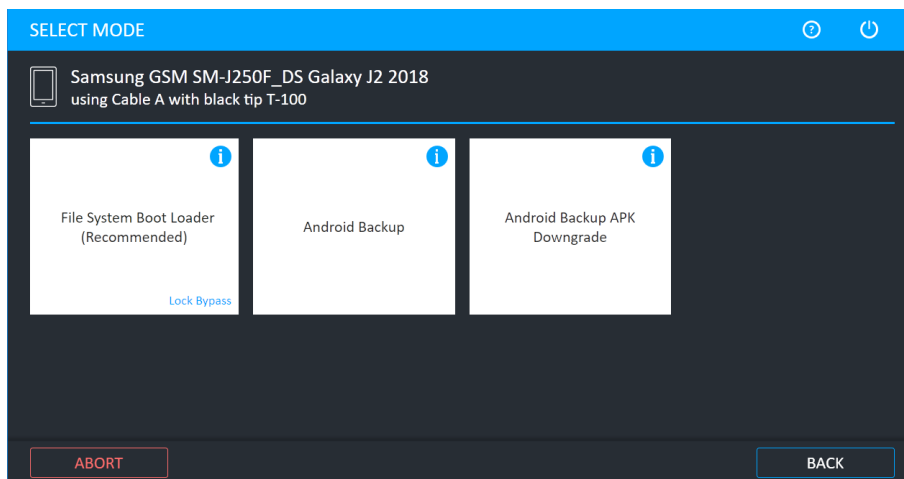 SELECT MODE
Samsung GSM SM-J250F_DS Galaxy J2 2018
using Cable A with black tip T-100
File System Boot Loader
(Recommended)
Lock Bypass
Android Backup
Android Backup APK
Downgrade
ABORT
BACK